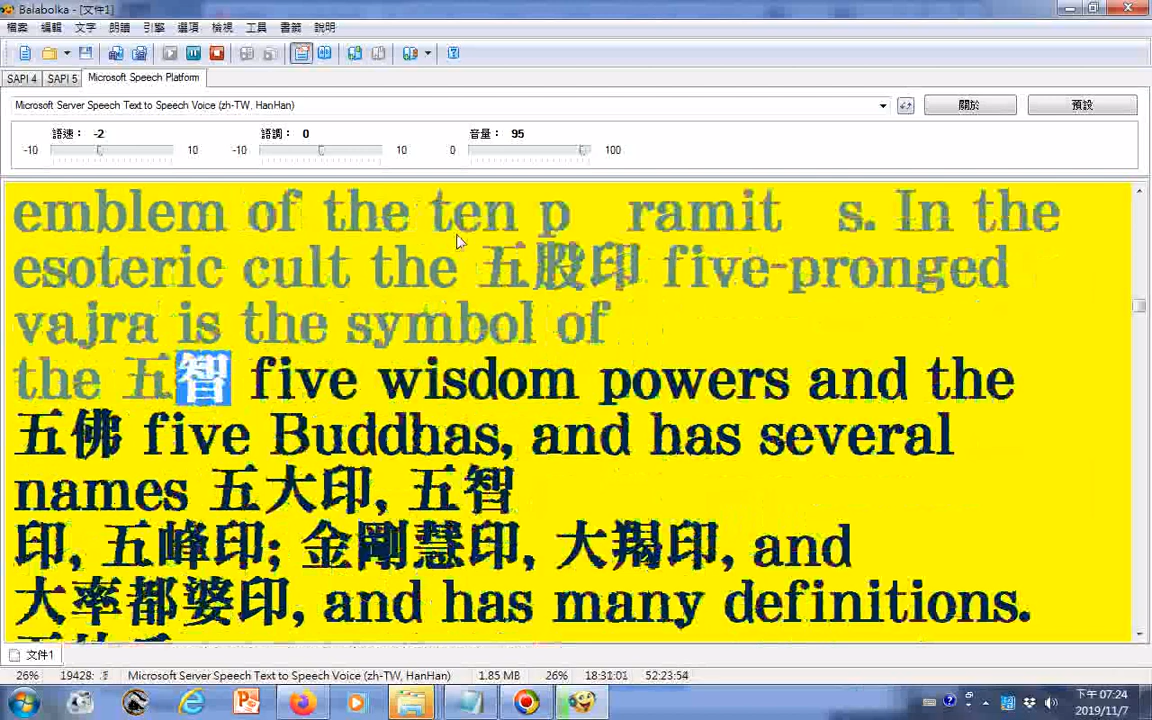 Balabolka - [文件1]
檔案 編輯 文字 朗讀 引擎 選項 檢視 工具 書籤 說明
SAPI 4 SAPI 5 Microsoft Speech Platform
Microsoft Server Speech Text to Speech Voice (zh-TW, HanHan)
關於
預設
語速： -2 語調： 0 音量： 95
-10 10 -10 10 0 100
emblem of the ten p ramit s. In the
esoteric cult the 五股印 five-pronged
vajra is the symbol of
the 五智 five wisdom powers and the
五佛 five Buddhas, and has several
names 五大印, 五智
印, 五峰印; 金剛慧印, 大羯印, and
大率都婆印, and has many definitions.
文件1
26% 19428: Microsoft Server Speech Text to Speech Voice (zh-TW, HanHan) 1.85 MB 26% 18:31:01 52:23:54
下午 07:24
2019/11/7